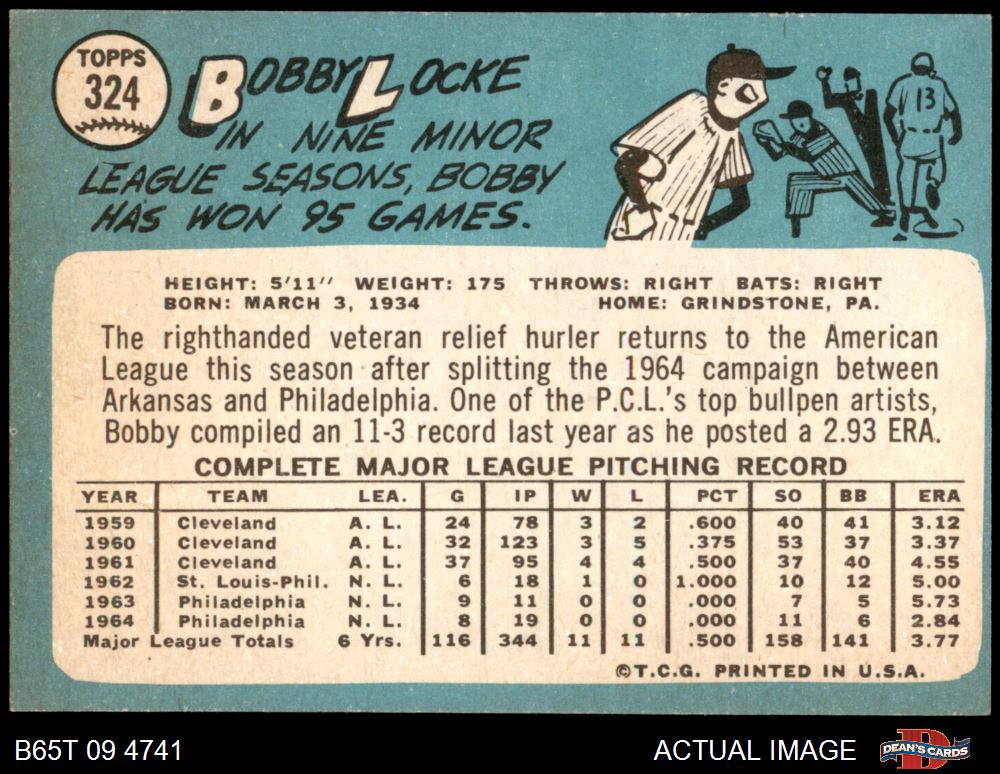 TOPPS
324
BOBBY LOCKE
IN NINE MINOR
LEAGUE SEASONS, BOBBY
HAS WON 95 GAMES.
13
HEIGHT: 5'11" WEIGHT: 175 THROWS: RIGHT BATS: RIGHT
BORN: MARCH 3, 1934 HOME: GRINDSTONE, PA.
The righthanded veteran relief hurler returns to the American
League this season after splitting the 1964 campaign between
Arkansas and Philadelphia. One of the P.C.L.'s top bullpen artists,
Bobby compiled an 11-3 record last year as he posted a 2.93 ERA.
COMPLETE MAJOR LEAGUE PITCHING RECORD
YEAR TEAM LEA. G IP W L PCT SO BB ERA
1959 Cleveland A. L. 24 78 3 2 .600 40 41 3.12
1960 Cleveland A. L. 32 123 3 5 .375 53 37 3.37
1961 Cleveland A. L. 37 95 4 4 .500 37 40 4.55
1962 St. Louis-Phil. N. L. 6 18 1 0 1.000 10 12 5.00
1963 Philadelphia N. L. 9 11 0 0 .000 7 5 5.73
1964 Philadelphia N. L. 8 19 0 0 .000 11 6 2.84
Major League Totals 6 Yrs. 116 344 11 11 .500 158 141 3.77
©T.C.G. PRINTED IN U.S.A.
B65T 09 4741 ACTUAL IMAGE DEAN'S CARDS